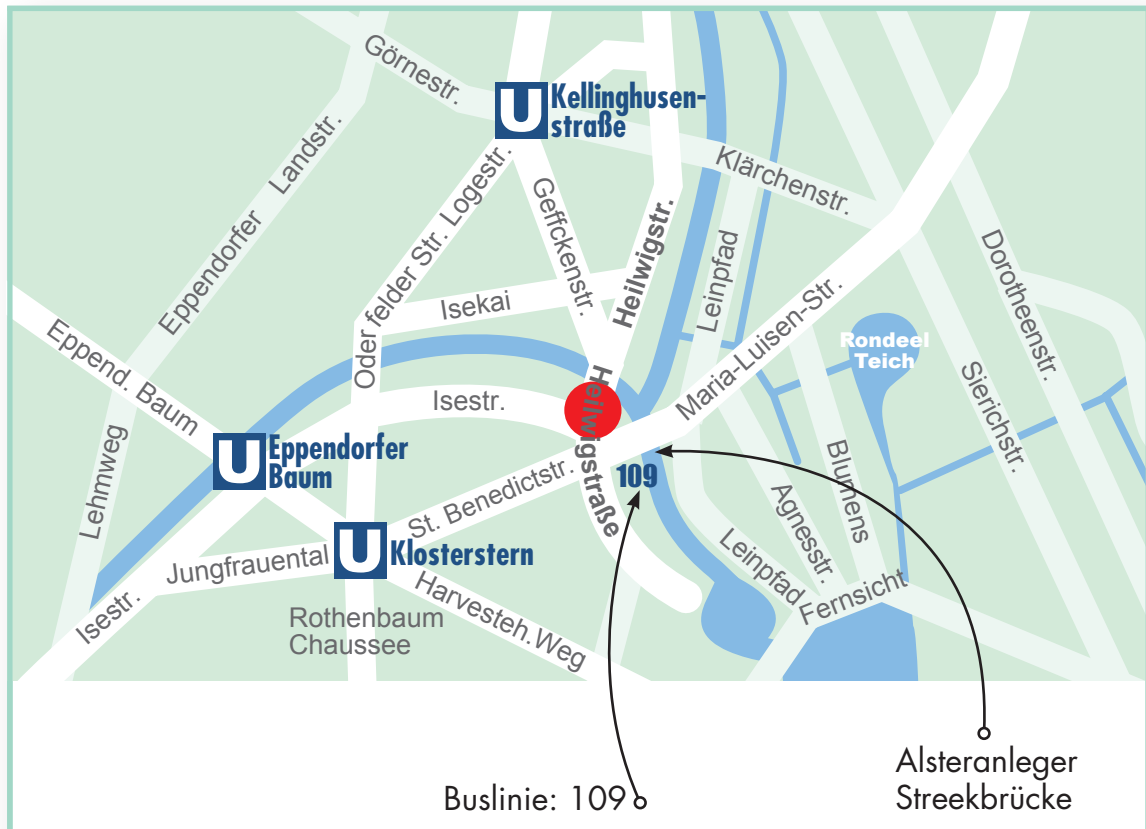 Görnestr.
U Kellinghusen-
straße
Klärchenstr.
Eppendorfer Landstr.
Oder felder Str. Logestr.
Geffckenstr.
Heilwigstr.
Leinpfad
Dorotheenstr.
Isekai
Maria-Luisen-Str.
Rondeel
Teich
Eppend. Baum
Isestr.
Heilwigstraße
Sierichstr.
U Eppendorfer
Baum
Lehmweg
St. Benedictstr.
109
Blumens
Agnesstr.
Leinpfad
Fernsicht
Jungfrauental
U Klosterstern
Isestr.
Rothenbaum
Chaussee
Harvesteh.Weg
Buslinie: 109
Alsteranleger
Streekbrücke